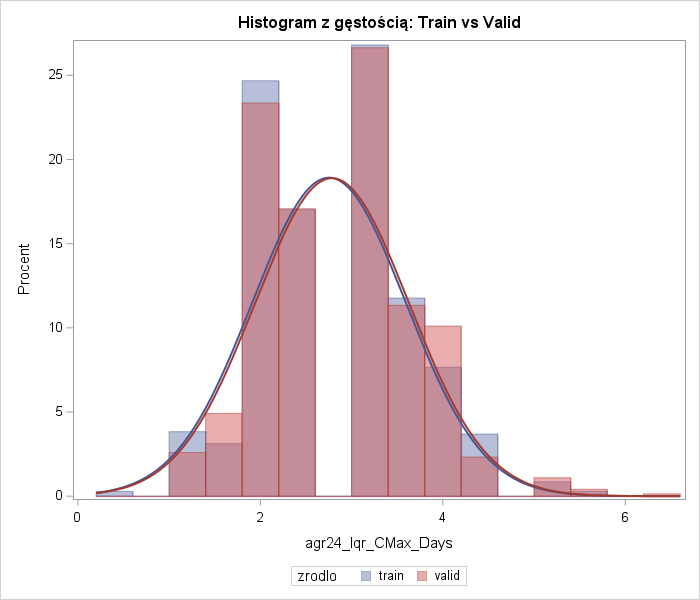 Histogram z gęstością: Train vs Valid
25
20
15
10
5
0
Procent
0 2 4 6
agr24_Iqr_CMax_Days
zrodlo train valid